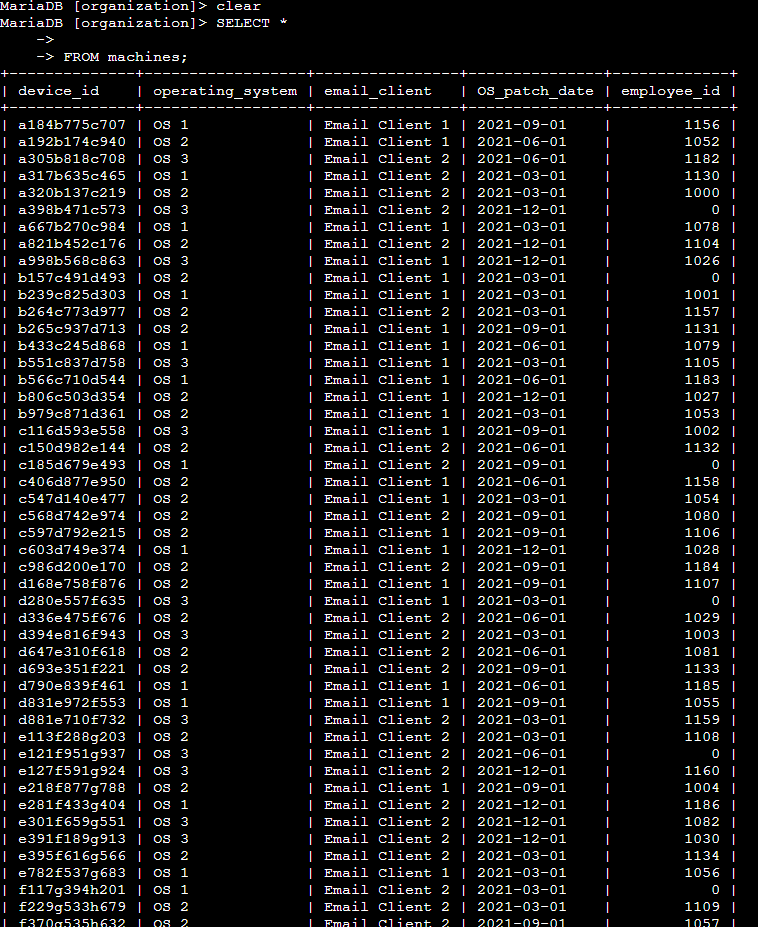 MariaDB [organization]> clear
MariaDB [organization]> SELECT *
    ->
    -> FROM machines;
+--------------+------------------+----------------+---------------+-------------+
| device_id    | operating_system | email_client   | OS_patch_date | employee_id |
+--------------+------------------+----------------+---------------+-------------+
| a184b775c707 | OS 1             | Email Client 1 | 2021-09-01    |        1156 |
| a192b174c940 | OS 2             | Email Client 1 | 2021-06-01    |        1052 |
| a305b818c708 | OS 3             | Email Client 2 | 2021-06-01    |        1182 |
| a317b635c465 | OS 1             | Email Client 2 | 2021-03-01    |        1130 |
| a320b137c219 | OS 2             | Email Client 2 | 2021-03-01    |        1000 |
| a398b471c573 | OS 3             | Email Client 2 | 2021-12-01    |           0 |
| a667b270c984 | OS 1             | Email Client 1 | 2021-03-01    |        1078 |
| a821b452c176 | OS 2             | Email Client 2 | 2021-12-01    |        1104 |
| a998b568c863 | OS 3             | Email Client 1 | 2021-12-01    |        1026 |
| b157c491d493 | OS 2             | Email Client 1 | 2021-03-01    |           0 |
| b239c825d303 | OS 1             | Email Client 1 | 2021-03-01    |        1001 |
| b264c773d977 | OS 2             | Email Client 2 | 2021-03-01    |        1157 |
| b265c937d713 | OS 2             | Email Client 1 | 2021-09-01    |        1131 |
| b433c245d868 | OS 1             | Email Client 1 | 2021-06-01    |        1079 |
| b551c837d758 | OS 3             | Email Client 1 | 2021-03-01    |        1105 |
| b566c710d544 | OS 1             | Email Client 1 | 2021-06-01    |        1183 |
| b806c503d354 | OS 2             | Email Client 1 | 2021-12-01    |        1027 |
| b979c871d361 | OS 2             | Email Client 1 | 2021-03-01    |        1053 |
| c116d593e558 | OS 3             | Email Client 1 | 2021-09-01    |        1002 |
| c150d982e144 | OS 2             | Email Client 2 | 2021-06-01    |        1132 |
| c185d679e493 | OS 1             | Email Client 2 | 2021-09-01    |           0 |
| c406d877e950 | OS 2             | Email Client 1 | 2021-06-01    |        1158 |
| c547d140e477 | OS 2             | Email Client 1 | 2021-03-01    |        1054 |
| c568d742e974 | OS 2             | Email Client 2 | 2021-09-01    |        1080 |
| c597d792e215 | OS 2             | Email Client 1 | 2021-09-01    |        1106 |
| c603d749e374 | OS 1             | Email Client 1 | 2021-12-01    |        1028 |
| c986d200e170 | OS 2             | Email Client 2 | 2021-09-01    |        1184 |
| d168e758f876 | OS 2             | Email Client 1 | 2021-09-01    |        1107 |
| d280e557f635 | OS 3             | Email Client 1 | 2021-03-01    |           0 |
| d336e475f676 | OS 2             | Email Client 2 | 2021-06-01    |        1029 |
| d394e816f943 | OS 3             | Email Client 2 | 2021-03-01    |        1003 |
| d647e310f618 | OS 2             | Email Client 2 | 2021-03-01    |        1081 |
| d693e351f221 | OS 2             | Email Client 2 | 2021-09-01    |        1133 |
| d790e839f461 | OS 1             | Email Client 1 | 2021-06-01    |        1185 |
| d831e972f553 | OS 1             | Email Client 1 | 2021-09-01    |        1055 |
| d881e710f732 | OS 3             | Email Client 2 | 2021-03-01    |        1159 |
| e113f288g203 | OS 2             | Email Client 2 | 2021-03-01    |        1108 |
| e121f951g937 | OS 3             | Email Client 2 | 2021-06-01    |           0 |
| e127f591g924 | OS 3             | Email Client 2 | 2021-12-01    |        1160 |
| e218f877g788 | OS 2             | Email Client 1 | 2021-09-01    |        1004 |
| e281f433g404 | OS 1             | Email Client 2 | 2021-12-01    |        1186 |
| e301f659g551 | OS 3             | Email Client 2 | 2021-12-01    |        1082 |
| e391f189g913 | OS 3             | Email Client 2 | 2021-12-01    |        1030 |
| e395f616g566 | OS 2             | Email Client 2 | 2021-03-01    |        1134 |
| e782f537g683 | OS 1             | Email Client 1 | 2021-03-01    |        1056 |
| f117g394h201 | OS 1             | Email Client 2 | 2021-03-01    |           0 |
| f229g533h679 | OS 2             | Email Client 2 | 2021-03-01    |        1109 |
| f370g535h632 | OS 2             | Email Client 2 | 2021-09-01    |        1057 |